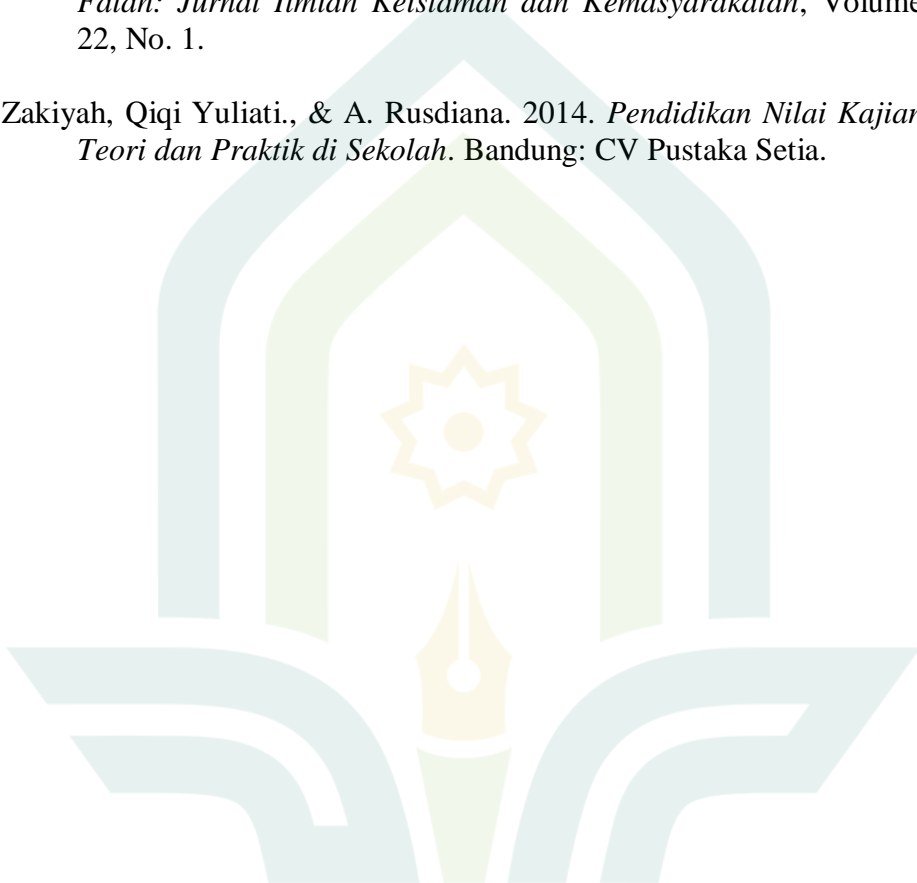 Falah: Jurnal Ilmiah Keislaman dan Kemasyarakatan, Volume
22, No. 1.
Zakiyah, Qiqi Yuliati., & A. Rusdiana. 2014. Pendidikan Nilai Kajian
Teori dan Praktik di Sekolah. Bandung: CV Pustaka Setia.